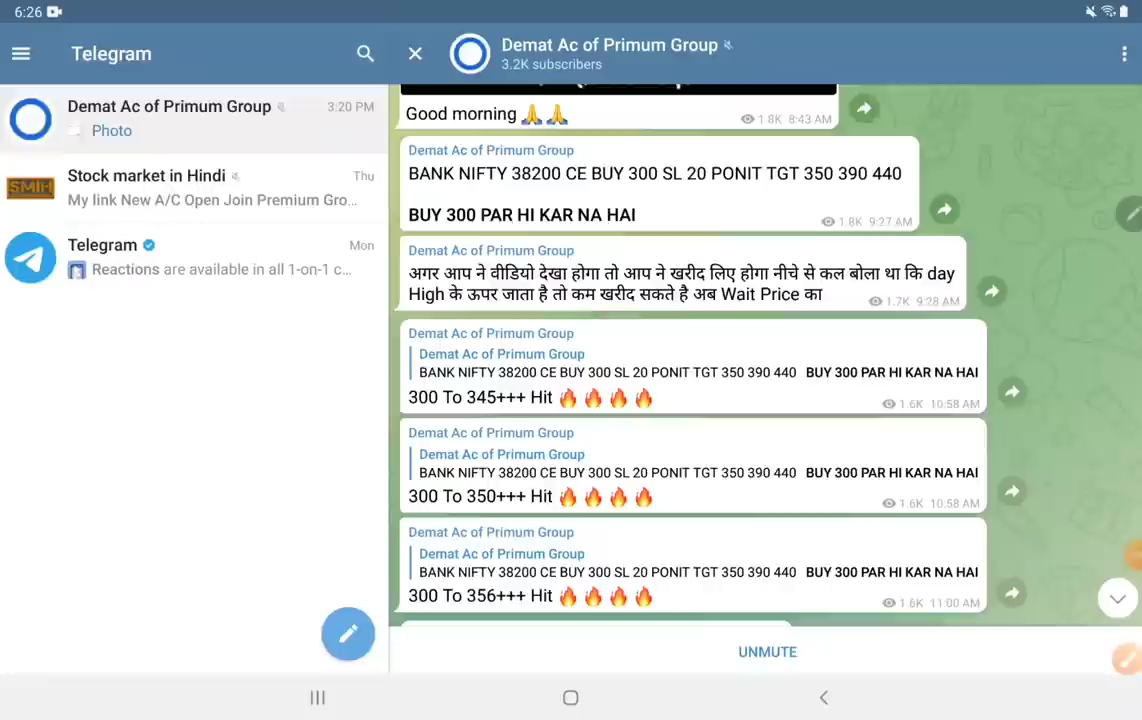 6:26
Telegram
Demat Ac of Primum Group
3.2K subscribers
Demat Ac of Primum Group
3:20 PM
Photo
Stock market in Hindi
Thu
SMIH
My link New A/C Open Join Premium Gro...
Telegram
Mon
Reactions are available in all 1-on-1 c...
Good morning 🙏🙏
1.8K 8:43 AM
Demat Ac of Primum Group
BANK NIFTY 38200 CE BUY 300 SL 20 PONIT TGT 350 390 440
BUY 300 PAR HI KAR NA HAI
1.8K 9:27 AM
Demat Ac of Primum Group
अगर आप ने वीडियो देखा होगा तो आप ने खरीद लिए होगा नीचे से कल बोला था कि day
High के ऊपर जाता है तो कम खरीद सकते है अब Wait Price का
1.7K 9:28 AM
Demat Ac of Primum Group
Demat Ac of Primum Group
BANK NIFTY 38200 CE BUY 300 SL 20 PONIT TGT 350 390 440 BUY 300 PAR HI KAR NA HAI
300 To 345+++ Hit 🔥 🔥 🔥 🔥
1.6K 10:58 AM
Demat Ac of Primum Group
Demat Ac of Primum Group
BANK NIFTY 38200 CE BUY 300 SL 20 PONIT TGT 350 390 440 BUY 300 PAR HI KAR NA HAI
300 To 350+++ Hit 🔥 🔥 🔥 🔥
1.6K 10:58 AM
Demat Ac of Primum Group
Demat Ac of Primum Group
BANK NIFTY 38200 CE BUY 300 SL 20 PONIT TGT 350 390 440 BUY 300 PAR HI KAR NA HAI
300 To 356+++ Hit 🔥 🔥 🔥 🔥
1.6K 11:00 AM
UNMUTE